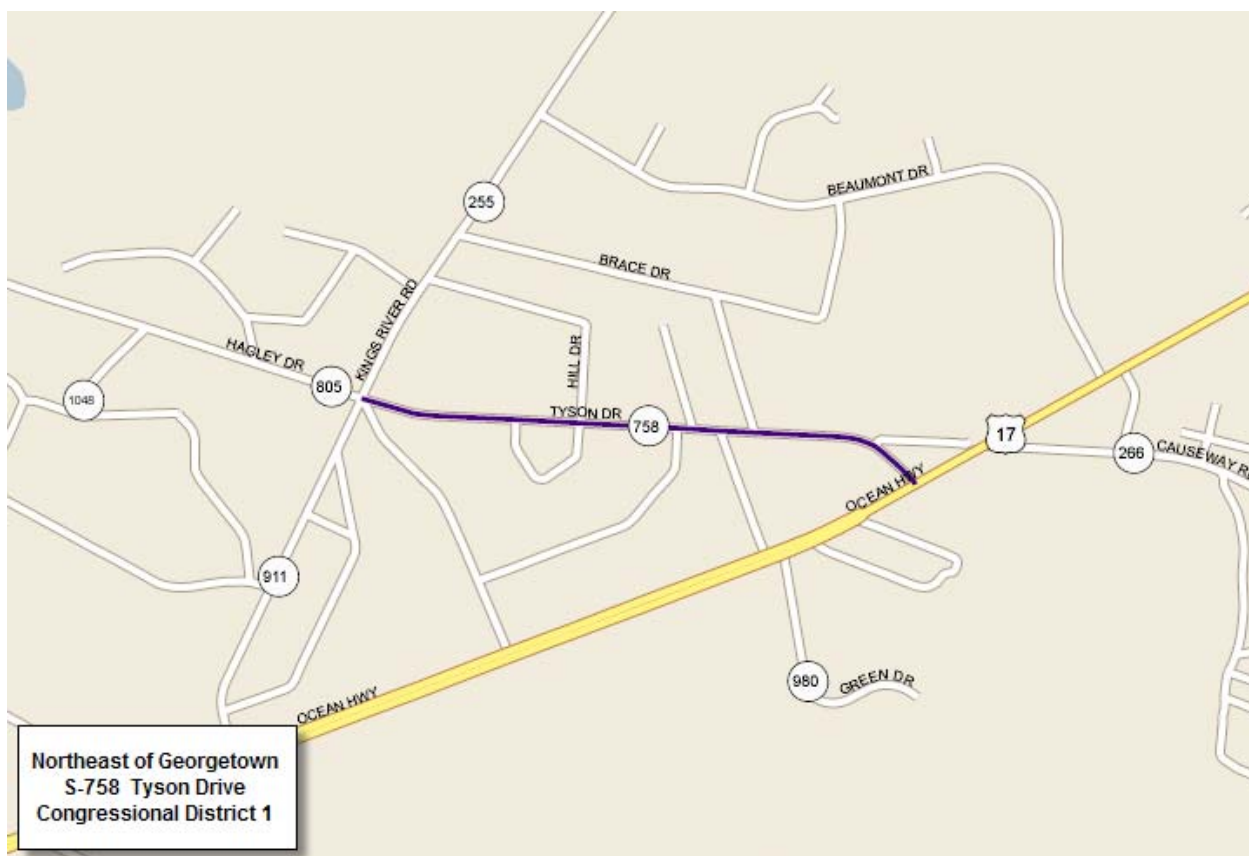 255
BEAUMONT DR
BRACE DR
KINGS RIVER RD
HAGLEY DR
HILL DR
805
1048
TYSON DR
758
17
266
CAUSEWAY R
OCEAN HWY
911
980
GREEN DR
OCEAN HWY
Northeast of Georgetown
S-758 Tyson Drive
Congressional District 1